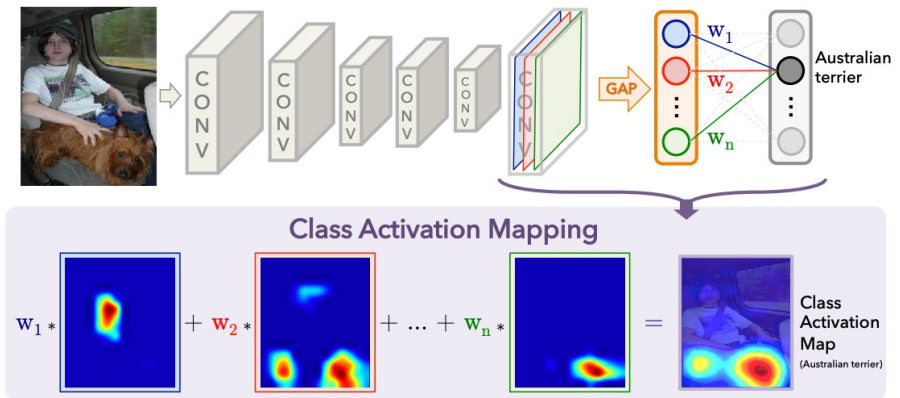 CONV
CONV
CONV
CONV
CONV
CONV
GAP
w1
w2
⋮
wn
⋮
Australian
terrier
Class Activation Mapping
w1 * + w2 * + ... + wn * =
Class
Activation
Map
(Australian terrier)